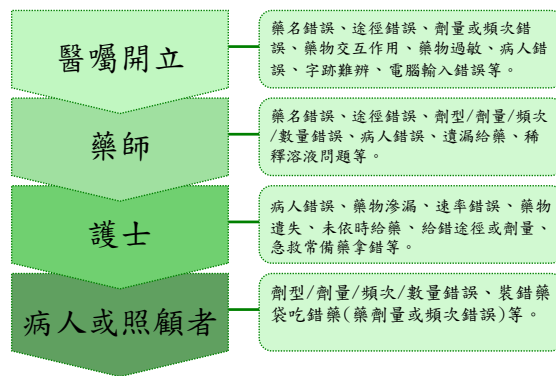 醫囑開立
藥名錯誤、途徑錯誤、劑量或頻次錯
誤、藥物交互作用、藥物過敏、病人錯
誤、字跡難辨、電腦輸入錯誤等。
藥師
藥名錯誤、途徑錯誤、劑型/劑量/頻次
/數量錯誤、病人錯誤、遺漏給藥、稀
釋溶液問題等。
護士
病人錯誤、藥物滲漏、速率錯誤、藥物
遺失、未依時給藥、給錯途徑或劑量、
急救常備藥拿錯等。
病人或照顧者
劑型/劑量/頻次/數量錯誤、裝錯藥
袋吃錯藥(藥劑量或頻次錯誤)等。